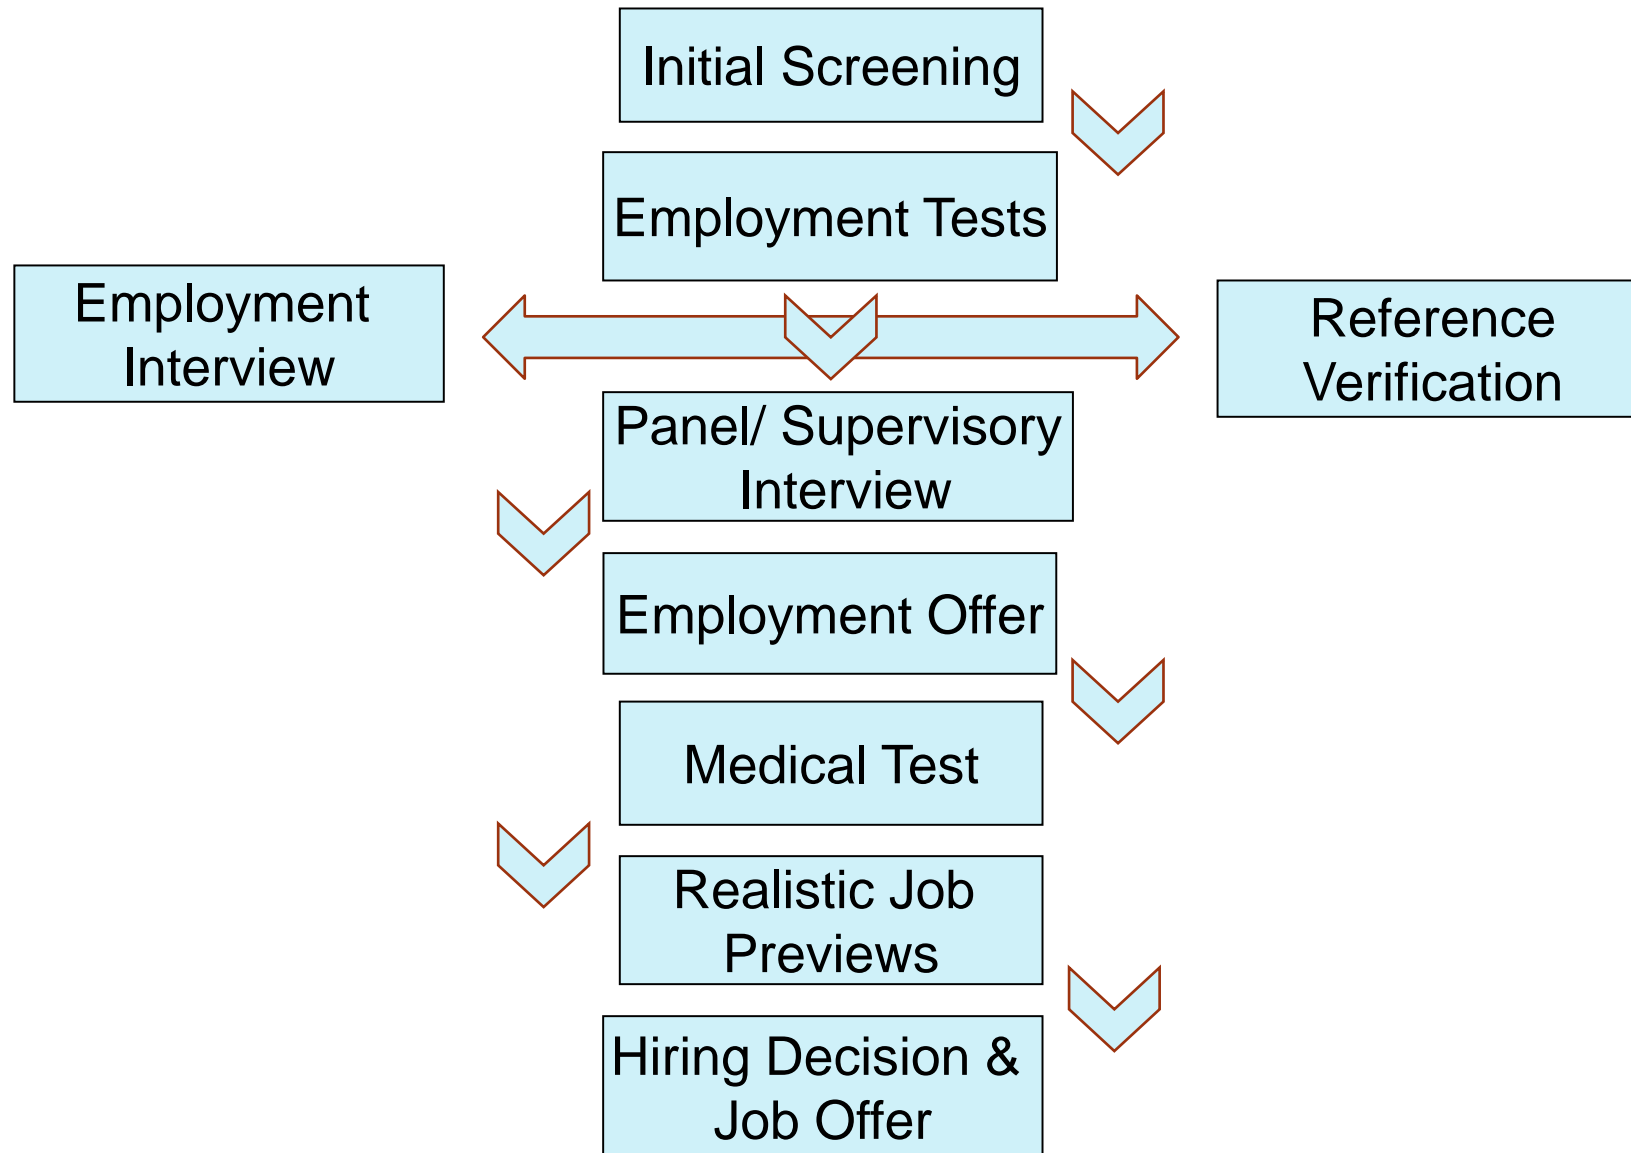 Initial Screening
Employment Tests
Employment
Interview
Reference
Verification
Panel/ Supervisory
Interview
Employment Offer
Medical Test
Realistic Job
Previews
Hiring Decision &
Job Offer